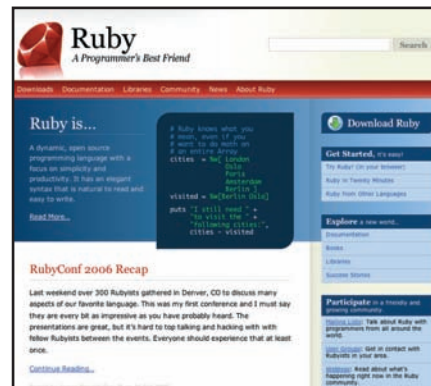 Ruby
A Programmer's Best Friend
Search
Downloads Documentation Libraries Community News About Ruby
Ruby is...
A dynamic, open source
programming language with a
focus on simplicity and
productivity. It has an elegant
syntax that is natural to read and
easy to write.
Read More...
# Ruby knows what you
# mean, even if you
# want to do math on
# an entire Array
cities = %w[ London
Oslo
Paris
Amsterdam
Berlin ]
visited = %w[Berlin Oslo]
puts "I still need " +
"to visit the " +
"following cities:",
cities - visited
Download Ruby
Get Started, it's easy!
Try Ruby! (in your browser)
Ruby in Twenty Minutes
Ruby from Other Languages
Explore a new world...
Documentation
Books
Libraries
Success Stories
Participate in a friendly and
growing community.
Mailing Lists: Talk about Ruby with
programmers from all around the
world.
User Groups: Get in contact with
Rubyists in your area.
Weblogs: Read about what's
happening right now in the Ruby
community.
RubyConf 2006 Recap
Last weekend over 300 Rubyists gathered in Denver, CO to discuss many
aspects of our favorite language. This was my first conference and I must say
they are every bit as impressive as you have probably heard. The
presentations are great, but it's hard to top talking and hacking with with
fellow Rubyists between the events. Everyone should experience that at least
once.
Continue Reading...